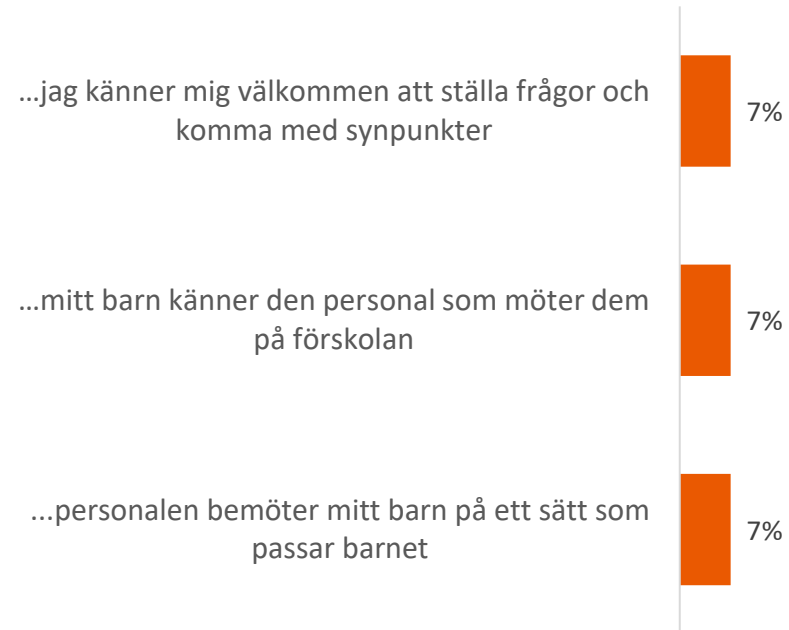 ...jag känner mig välkommen att ställa frågor och
komma med synpunkter
7%
...mitt barn känner den personal som möter dem
på förskolan
7%
...personalen bemöter mitt barn på ett sätt som
passar barnet
7%